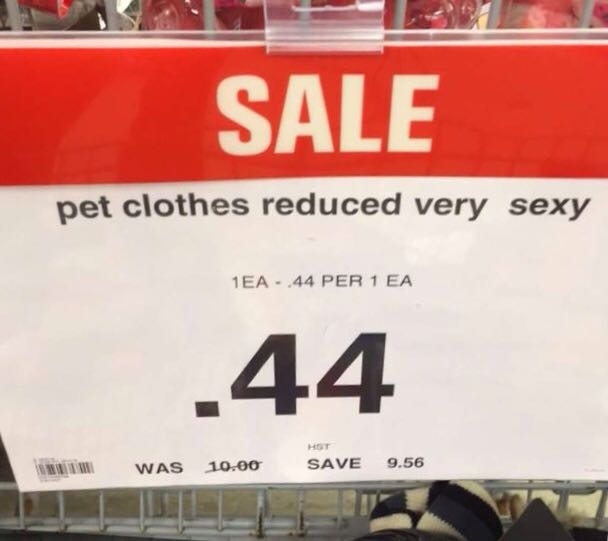 SALE
pet clothes reduced very sexy
1EA - .44 PER 1 EA
.44
HST
WAS 10.00 SAVE 9.56